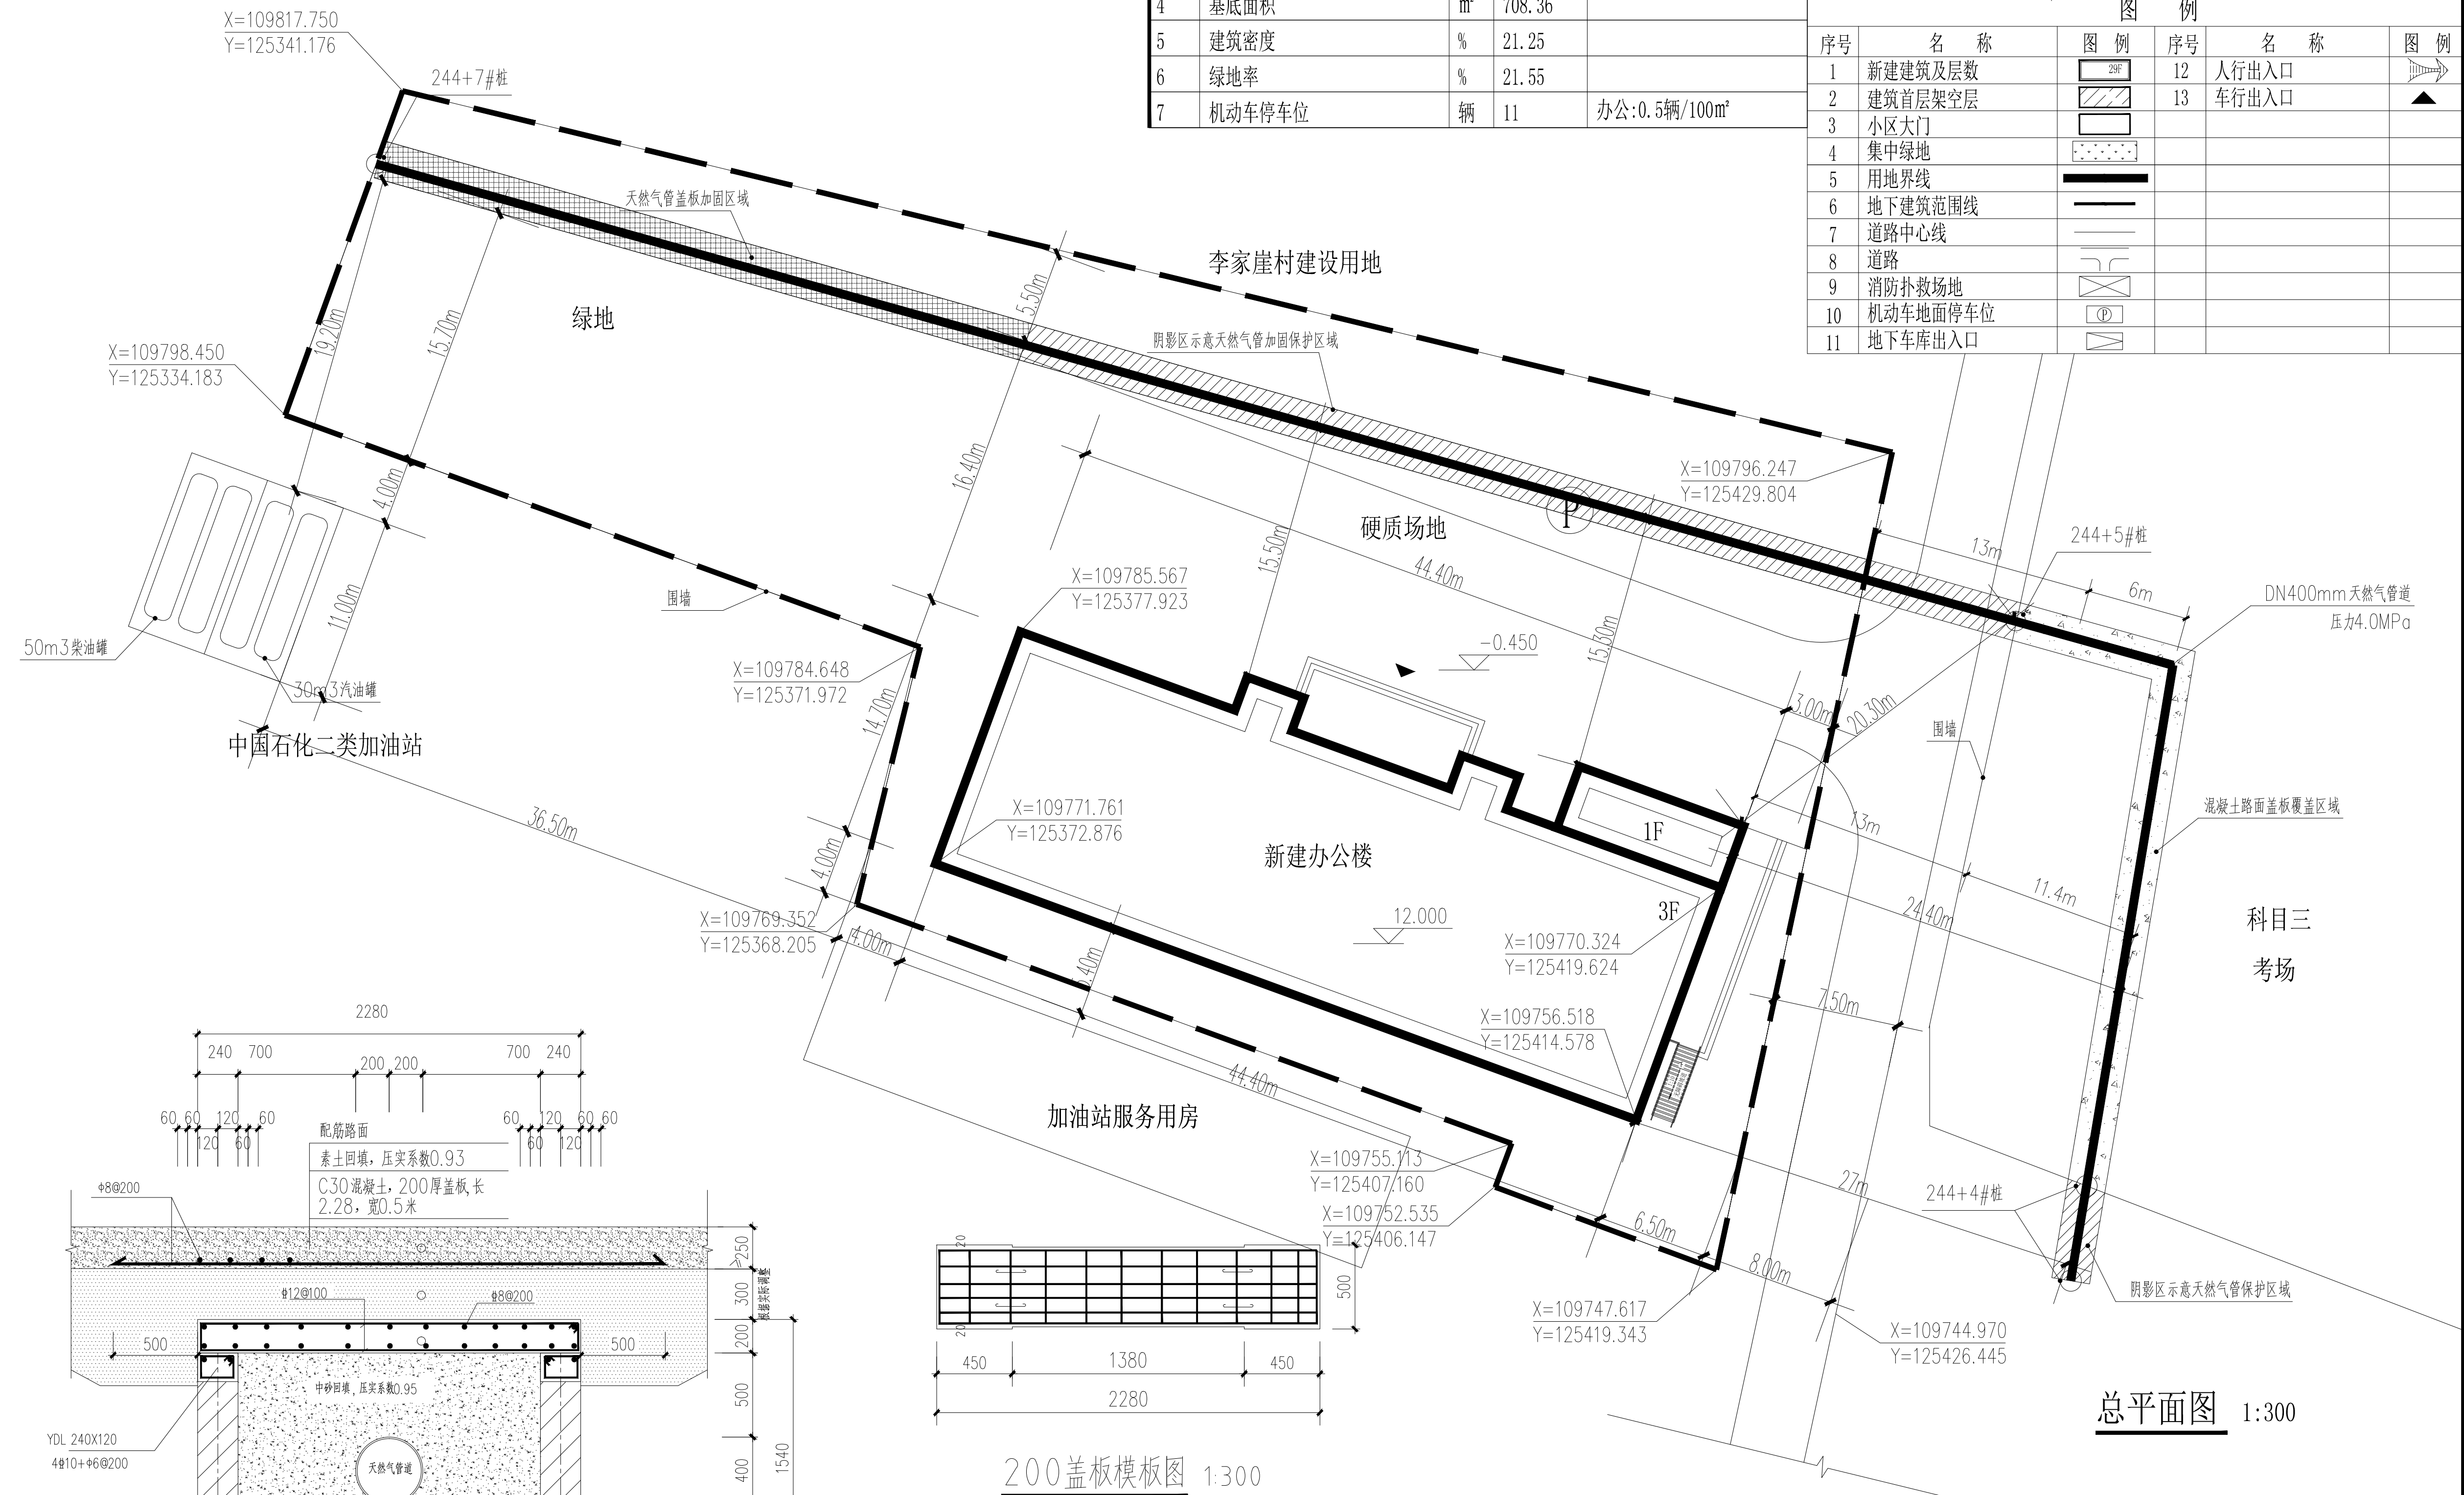 4 基底面积 ㎡ 708.36
5 建筑密度 % 21.25
6 绿地率 % 21.55
7 机动车停车位 辆 11 办公:0.5辆/100㎡
图 例
序号 名 称 图 例 序号 名 称 图 例
1 新建建筑及层数 29F 12 人行出入口
2 建筑首层架空层 13 车行出入口
3 小区大门
4 集中绿地
5 用地界线
6 地下建筑范围线
7 道路中心线
8 道路
9 消防扑救场地
10 机动车地面停车位 P
11 地下车库出入口
X=109817.750
Y=125341.176
244+7#桩
天然气管盖板加固区域
李家崖村建设用地
绿地
19.20m
15.70m
5.50m
阴影区示意天然气管加固保护区域
X=109798.450
Y=125334.183
4.00m
11.00m
16.40m
硬质场地
P
15.50m
44.40m
15.30m
X=109796.247
Y=125429.804
13m
244+5#桩
6m
DN400mm天然气管道
压力4.0MPa
围墙
X=109785.567
Y=125377.923
-0.450
50m3柴油罐
30m3汽油罐
中国石化二类加油站
X=109784.648
Y=125371.972
14.70m
3.00m
20.30m
围墙
36.50m
4.00m
X=109771.761
Y=125372.876
新建办公楼
1F
13m
混凝土路面盖板覆盖区域
11.4m
24.40m
3F
科目三
考场
X=109769.352
Y=125368.205
4.00m
5.40m
12.000
X=109770.324
Y=125419.624
7.50m
X=109756.518
Y=125414.578
44.40m
加油站服务用房
X=109755.113
Y=125407.160
X=109752.535
Y=125406.147
6.50m
27m
244+4#桩
8.00m
阴影区示意天然气管保护区域
X=109747.617
Y=125419.343
X=109744.970
Y=125426.445
总平面图 1:300
2280
240 700 200 200 700 240
60 60 120 60 60 120 60 60
120 60 60 120
配筋路面
素土回填，压实系数0.93
C30混凝土，200厚盖板,长
2.28，宽0.5米
Φ8@200
Φ12@100
Φ8@200
≥250
300
根据实际调整
200
500
500
500
400
1540
中砂回填，压实系数0.95
YDL 240X120
4Φ10+Φ6@200
天然气管道
20
20
500
450 1380 450
2280
200盖板模板图 1:300